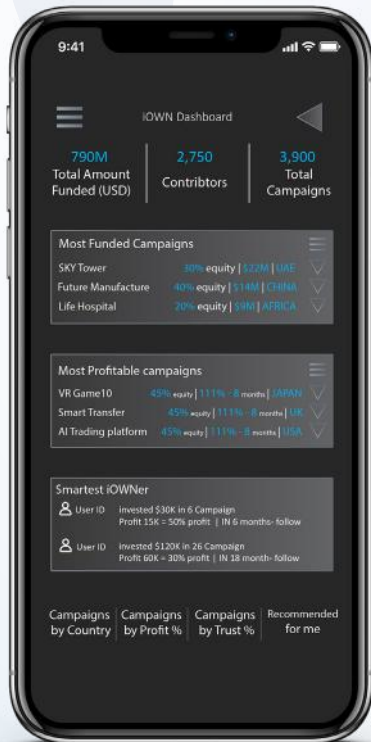 9:41
iOWN Dashboard
790M
Total Amount
Funded (USD)
2,750
Contribtors
3,900
Total
Campaigns
Most Funded Campaigns
SKY Tower 30% equity | $22M | UAE
Future Manufacture 40% equity | $14M | CHINA
Life Hospital 20% equity | $9M | AFRICA
Most Profitable campaigns
VR Game10 45% equity | 111% - 8 months | JAPAN
Smart Transfer 45% equity | 111% - 8 months | UK
AI Trading platform 45% equity | 111% - 8 months | USA
Smartest iOWNer
User ID invested $30K in 6 Campaign
Profit 15K = 50% profit | IN 6 months- follow
User ID invested $120K in 26 Campaign
Profit 60K = 30% profit | IN 18 month- follow
Campaigns
by Country
Campaigns
by Profit %
Campaigns
by Trust %
Recommended
for me